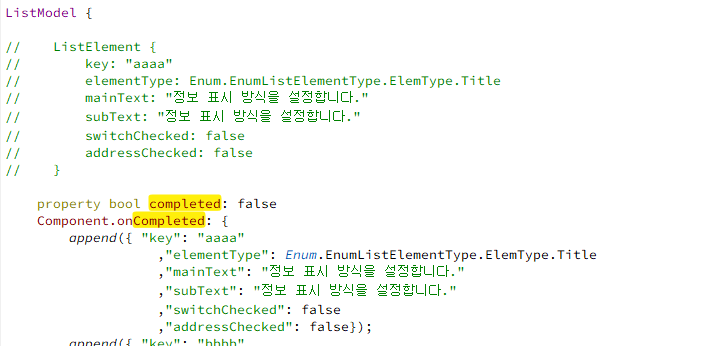 ListModel {
//    ListElement {
//        key: "aaaa"
//        elementType: Enum.EnumListElementType.ElemType.Title
//        mainText: "정보 표시 방식을 설정합니다."
//        subText: "정보 표시 방식을 설정합니다."
//        switchChecked: false
//        addressChecked: false
//    }
    property bool completed: false
    Component.onCompleted: {
        append({ "key": "aaaa"
                   ,"elementType": Enum.EnumListElementType.ElemType.Title
                   ,"mainText": "정보 표시 방식을 설정합니다."
                   ,"subText": "정보 표시 방식을 설정합니다."
                   ,"switchChecked": false
                   ,"addressChecked": false});
        append({ "key": "bbbb"